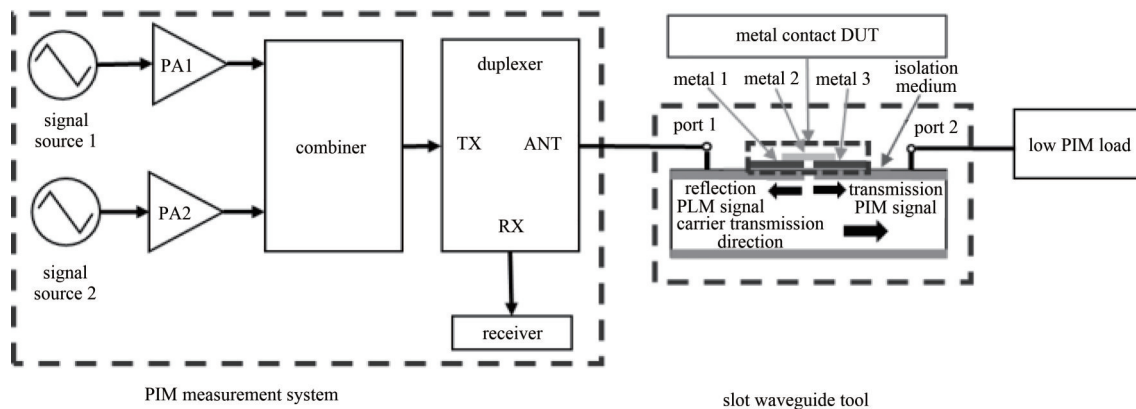 signal
source 1
PA1
signal
source 2
PA2
combiner
duplexer
TX
ANT
RX
receiver
PIM measurement system
metal contact DUT
metal 1
metal 2
metal 3
isolation
medium
port 1
port 2
reflection
PLM signal
transmission
PIM signal
carrier transmission
direction
low PIM load
slot waveguide tool